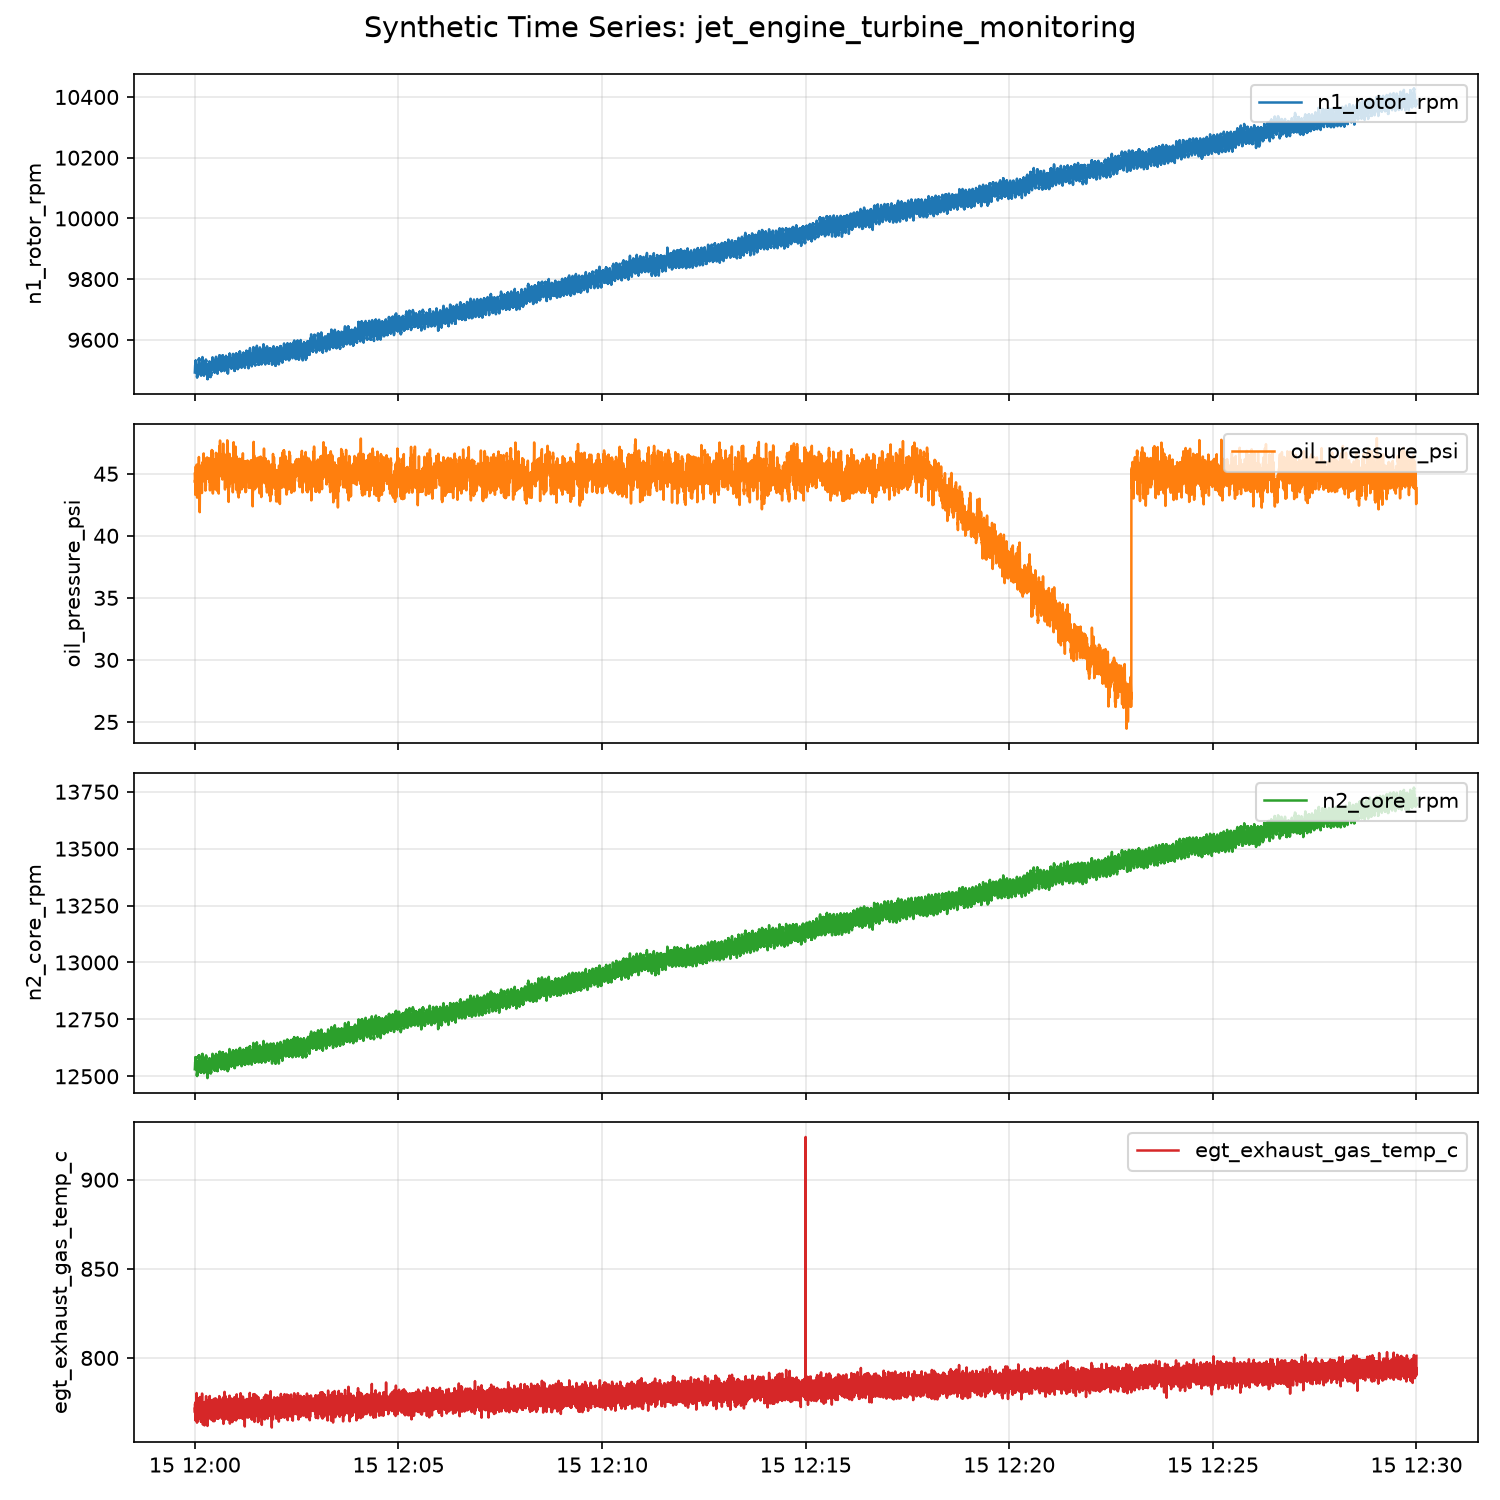 Synthetic Time Series: jet_engine_turbine_monitoring
n1_rotor_rpm
10400
10200
10000
9800
9600
n1_rotor_rpm
oil_pressure_psi
45
40
35
30
25
oil_pressure_psi
n2_core_rpm
13750
13500
13250
13000
12750
12500
n2_core_rpm
egt_exhaust_gas_temp_c
900
850
800
egt_exhaust_gas_temp_c
15 12:00
15 12:05
15 12:10
15 12:15
15 12:20
15 12:25
15 12:30